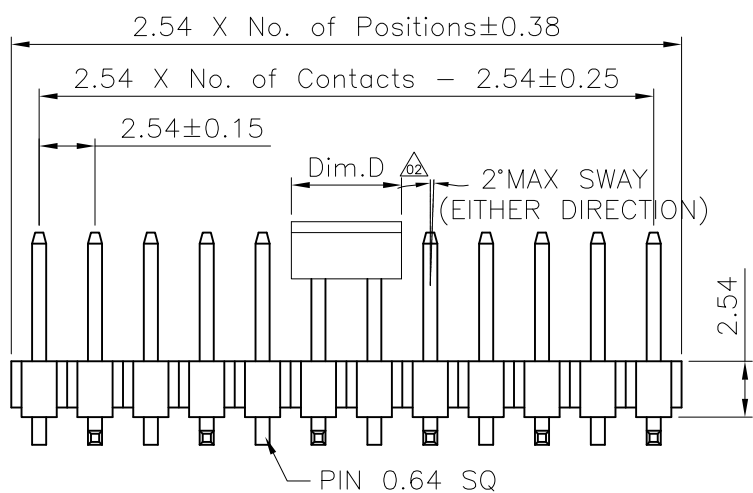 2.54 X No. of Positions±0.38
2.54 X No. of Contacts - 2.54±0.25
2.54±0.15
Dim.D
02
2°MAX SWAY
(EITHER DIRECTION)
2.54
PIN 0.64 SQ